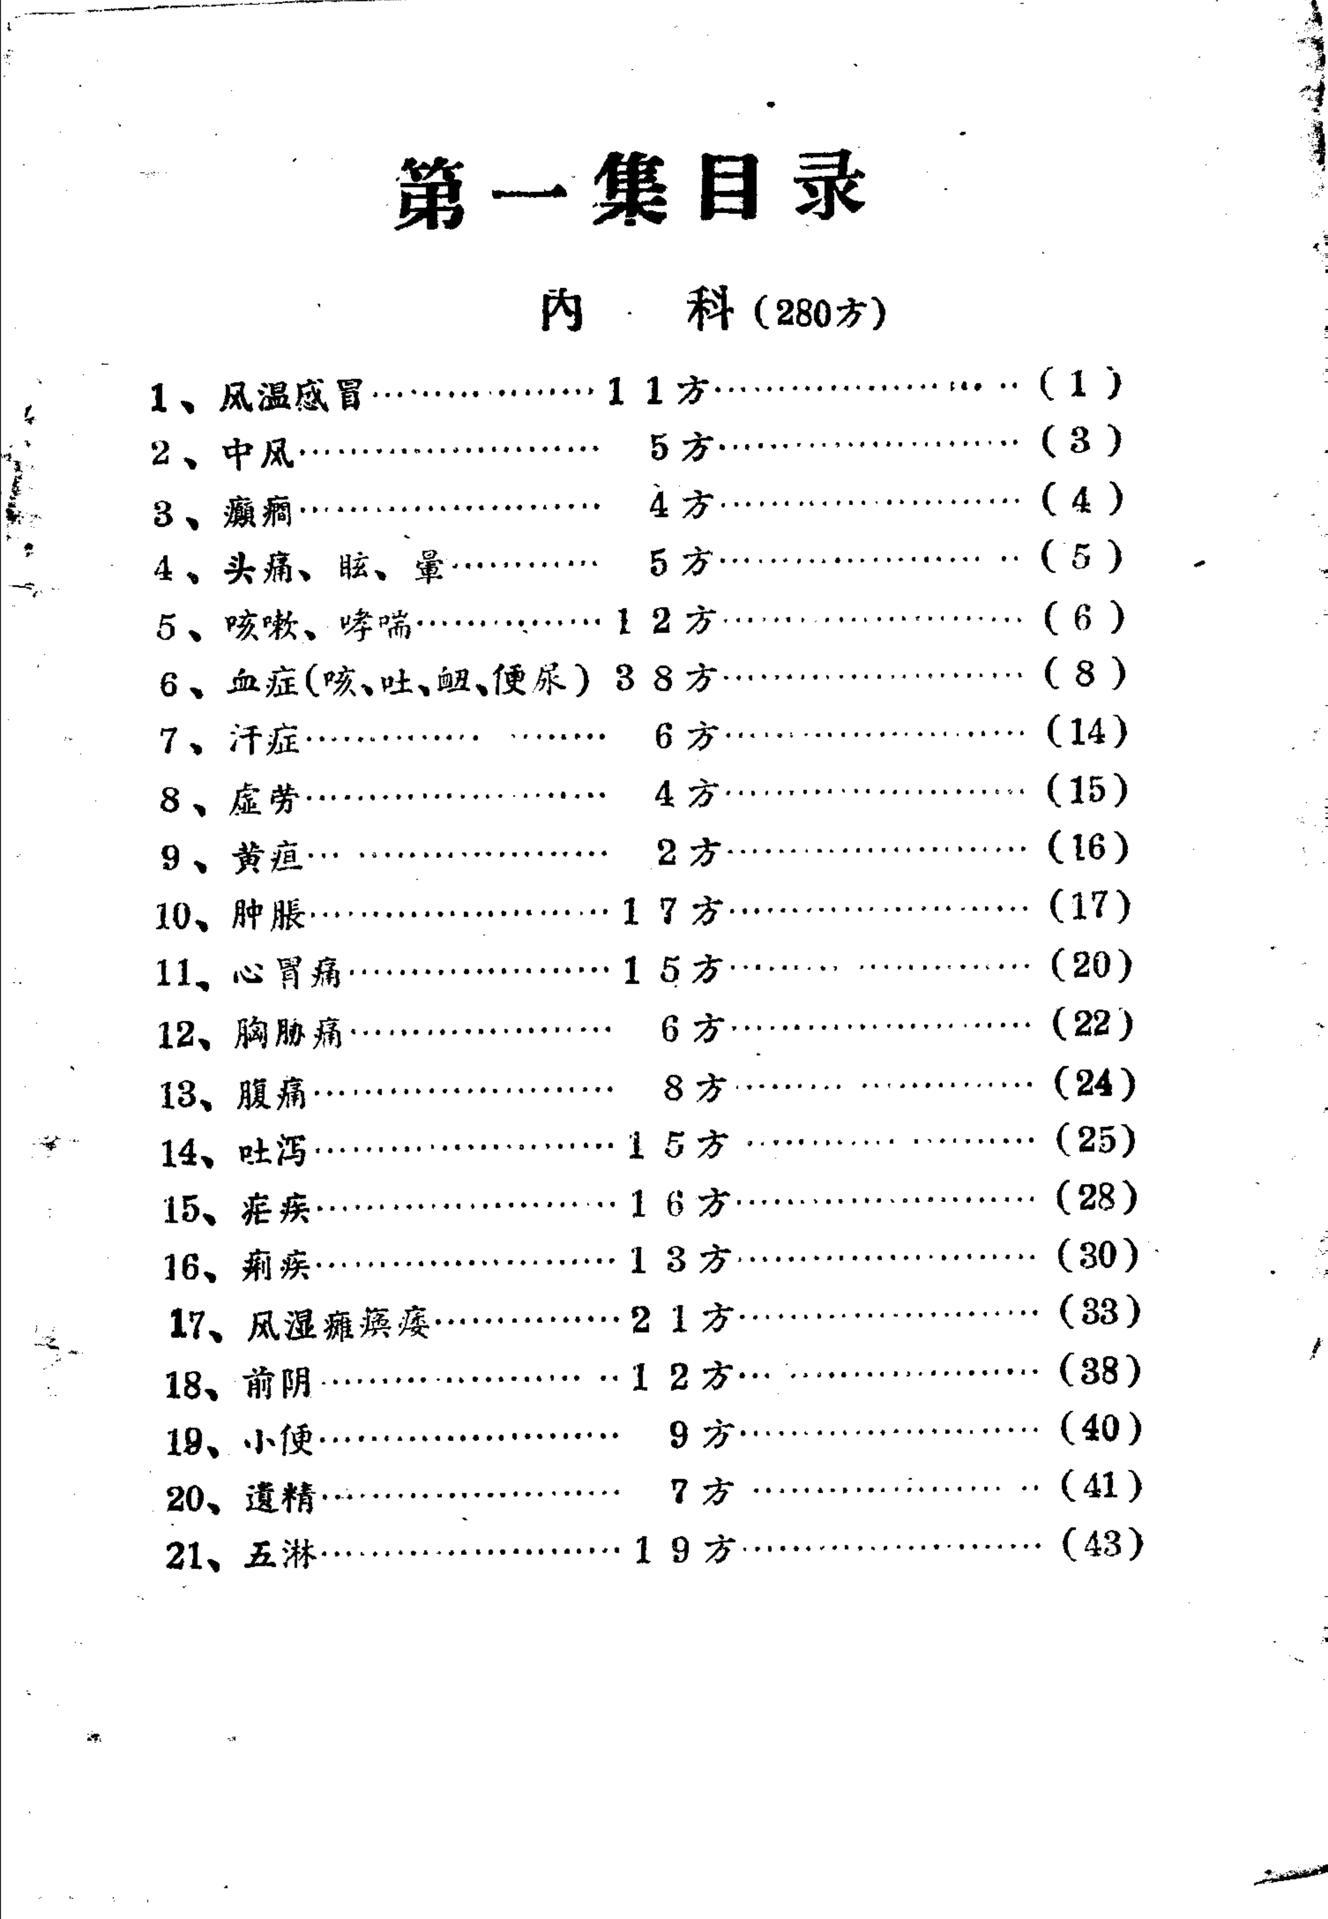 第一集目录
内 科(280方)
1、风温感冒………………11方……………………(1)
2、中风……………………5方……………………(3)
3、癫痫……………………4方……………………(4)
4、头痛、眩、晕…………5方……………………(5)
5、咳嗽、哮喘……………12方……………………(6)
6、血症(咳、吐、衄、便尿)38方……………………(8)
7、汗症……………………6方……………………(14)
8、虚劳……………………4方……………………(15)
9、黄疸……………………2方……………………(16)
10、肿胀……………………17方……………………(17)
11、心胃痛…………………15方……………………(20)
12、胸胁痛…………………6方……………………(22)
13、腹痛……………………8方……………………(24)
14、吐泻……………………15方……………………(25)
15、疟疾……………………16方……………………(28)
16、痢疾……………………13方……………………(30)
17、风湿瘫痪痿……………21方……………………(33)
18、前阴……………………12方……………………(38)
19、小便……………………9方……………………(40)
20、遗精……………………7方……………………(41)
21、五淋……………………19方……………………(43)